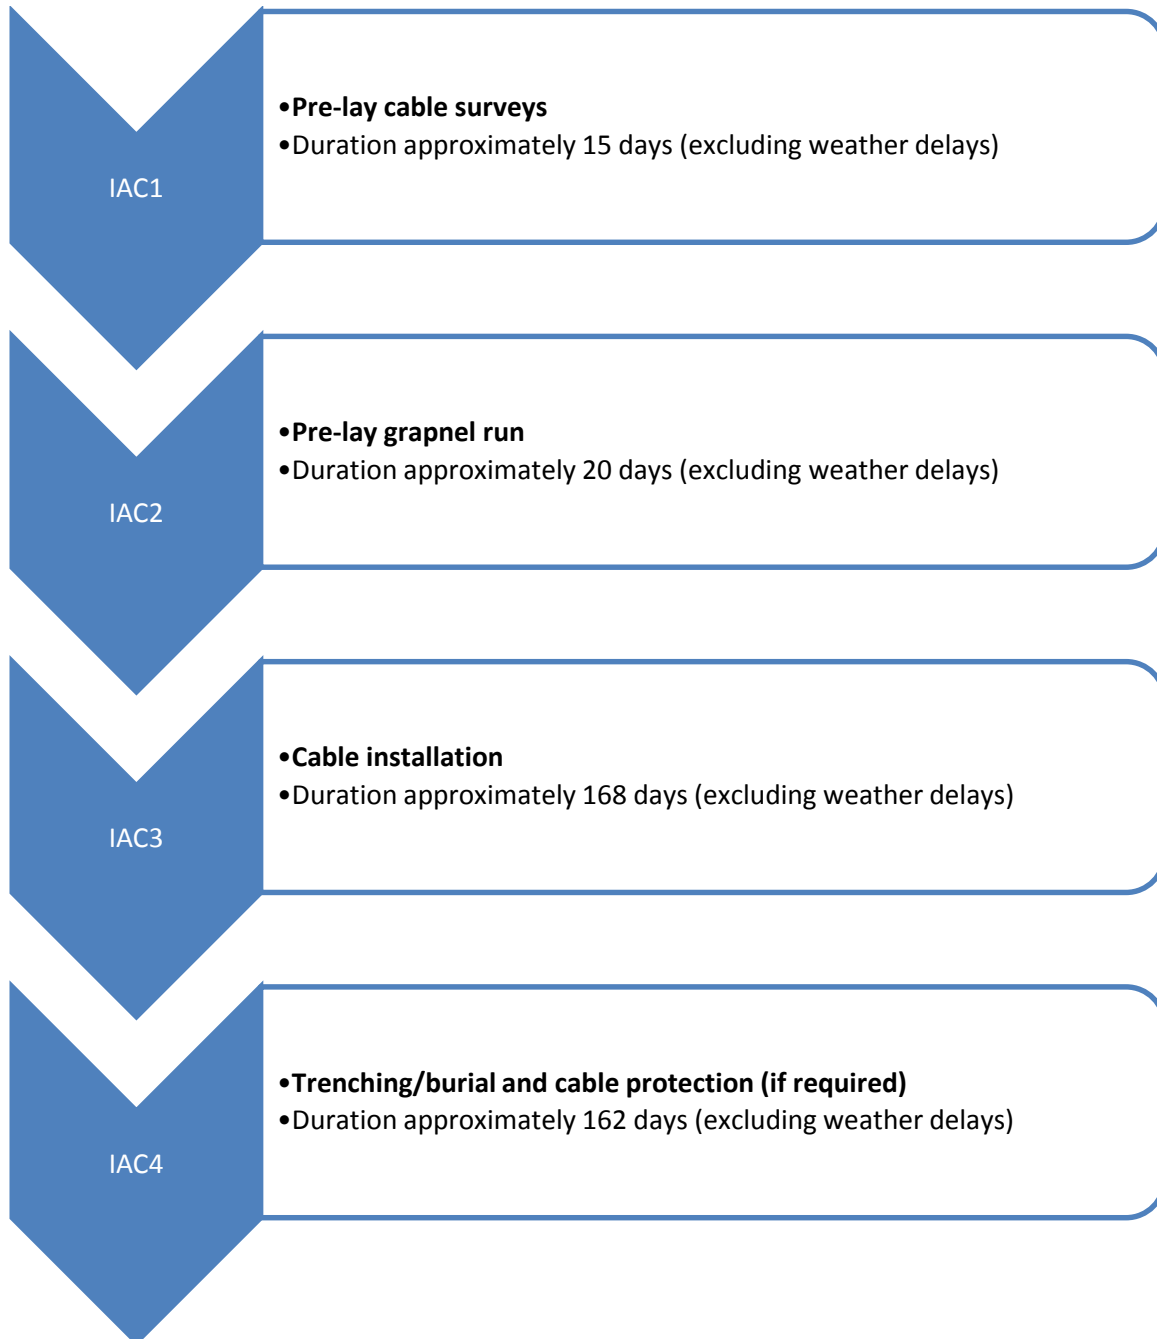 IAC1
•Pre-lay cable surveys
•Duration approximately 15 days (excluding weather delays)
IAC2
•Pre-lay grapnel run
•Duration approximately 20 days (excluding weather delays)
IAC3
•Cable installation
•Duration approximately 168 days (excluding weather delays)
IAC4
•Trenching/burial and cable protection (if required)
•Duration approximately 162 days (excluding weather delays)